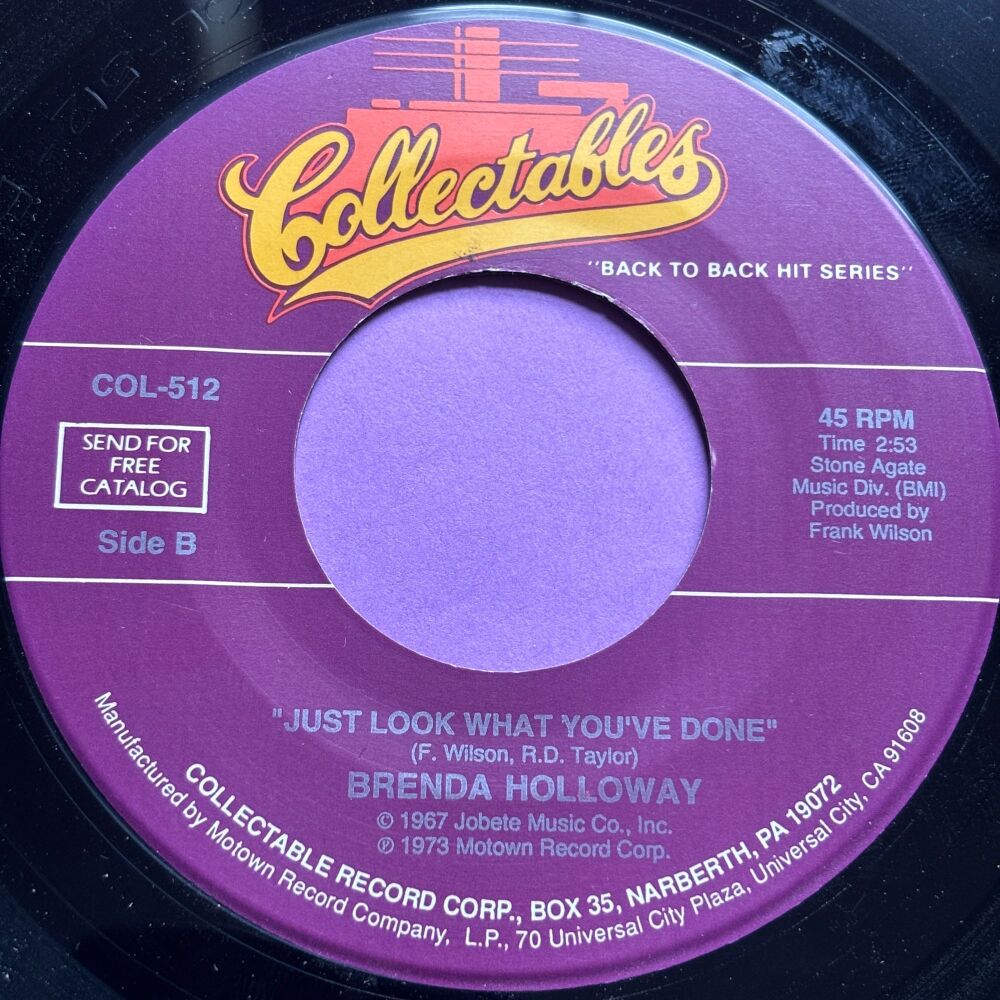 Collectables
"BACK TO BACK HIT SERIES"
COL-512
SEND FOR
FREE
CATALOG
Side B
45 RPM
Time 2:53
Stone Agate
Music Div. (BMI)
Produced by
Frank Wilson
"JUST LOOK WHAT YOU'VE DONE"
(F. Wilson, R.D. Taylor)
BRENDA HOLLOWAY
© 1967 Jobete Music Co., Inc.
℗ 1973 Motown Record Corp.
COLLECTABLE RECORD CORP., BOX 35, NARBERTH, PA 19072
Manufactured by Motown Record Company, L.P., 70 Universal City Plaza, Universal City, CA 91608